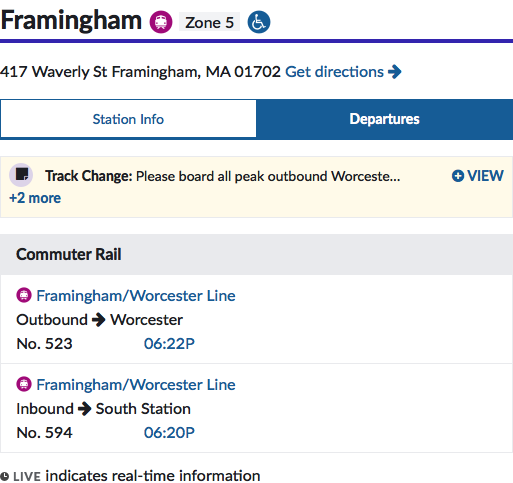 Framingham Zone 5
417 Waverly St Framingham, MA 01702 Get directions
Station Info Departures
Track Change: Please board all peak outbound Worceste... VIEW
+2 more
Commuter Rail
Framingham/Worcester Line
Outbound Worcester
No. 523 06:22P
Framingham/Worcester Line
Inbound South Station
No. 594 06:20P
LIVE indicates real-time information